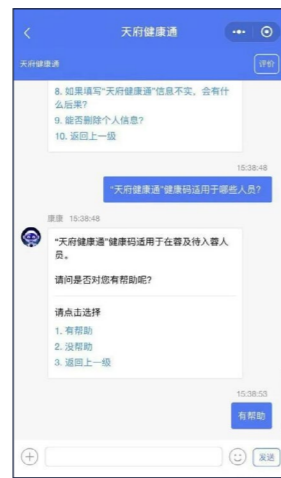 天府健康通
天府健康通
评价
8. 如果填写“天府健康通”信息不实，会有什
么后果?
9. 能否删除个人信息?
10. 返回上一级
15:38:48
“天府健康通”健康码适用于哪些人员?
康康 15:38:48
“天府健康通”健康码适用于在蓉及待入蓉人
员。
请问是否对您有帮助呢?
请点击选择
1. 有帮助
2. 没帮助
3. 返回上一级
15:38:53
有帮助
发送